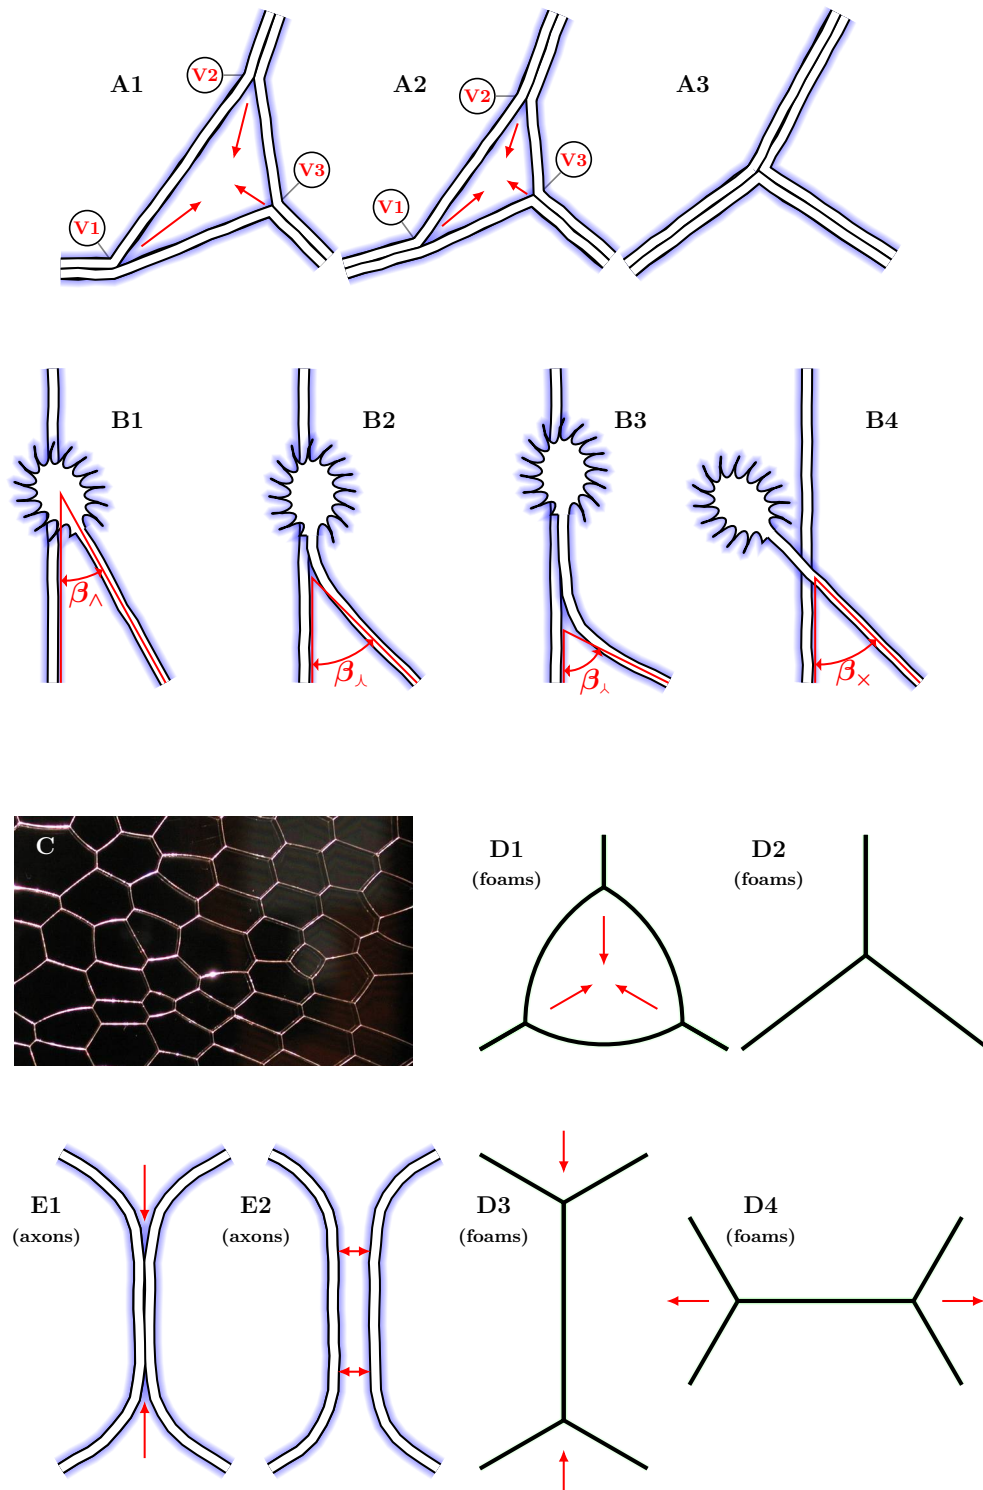 A1
V2
V3
V1
A2
V2
V3
V1
A3
B1
β∧
B2
β⅄
B3
β⅄
B4
β×
C
D1
(foams)
D2
(foams)
E1
(axons)
E2
(axons)
D3
(foams)
D4
(foams)